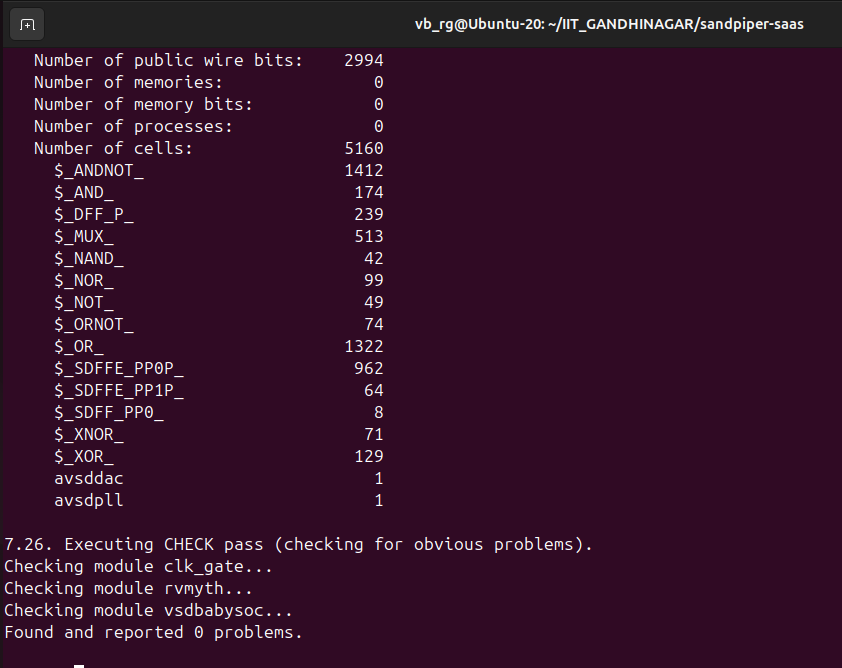 vb_rg@Ubuntu-20: ~/IIT_GANDHINAGAR/sandpiper-saas
   Number of public wire bits:    2994
   Number of memories:               0
   Number of memory bits:            0
   Number of processes:              0
   Number of cells:               5160
     $_ANDNOT_                    1412
     $_AND_                        174
     $_DFF_P_                      239
     $_MUX_                        513
     $_NAND_                        42
     $_NOR_                         99
     $_NOT_                         49
     $_ORNOT_                       74
     $_OR_                        1322
     $_SDFFE_PP0P_                 962
     $_SDFFE_PP1P_                  64
     $_SDFF_PP0_                     8
     $_XNOR_                        71
     $_XOR_                        129
     avsddac                         1
     avsdpll                         1

7.26. Executing CHECK pass (checking for obvious problems).
Checking module clk_gate...
Checking module rvmyth...
Checking module vsdbabysoc...
Found and reported 0 problems.